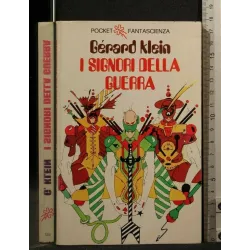 POCKET FANTASCIENZA
Gérard Klein
I SIGNORI DELLA
GUERRA
G. KLEIN I SIGNORI DELLA GUERRA